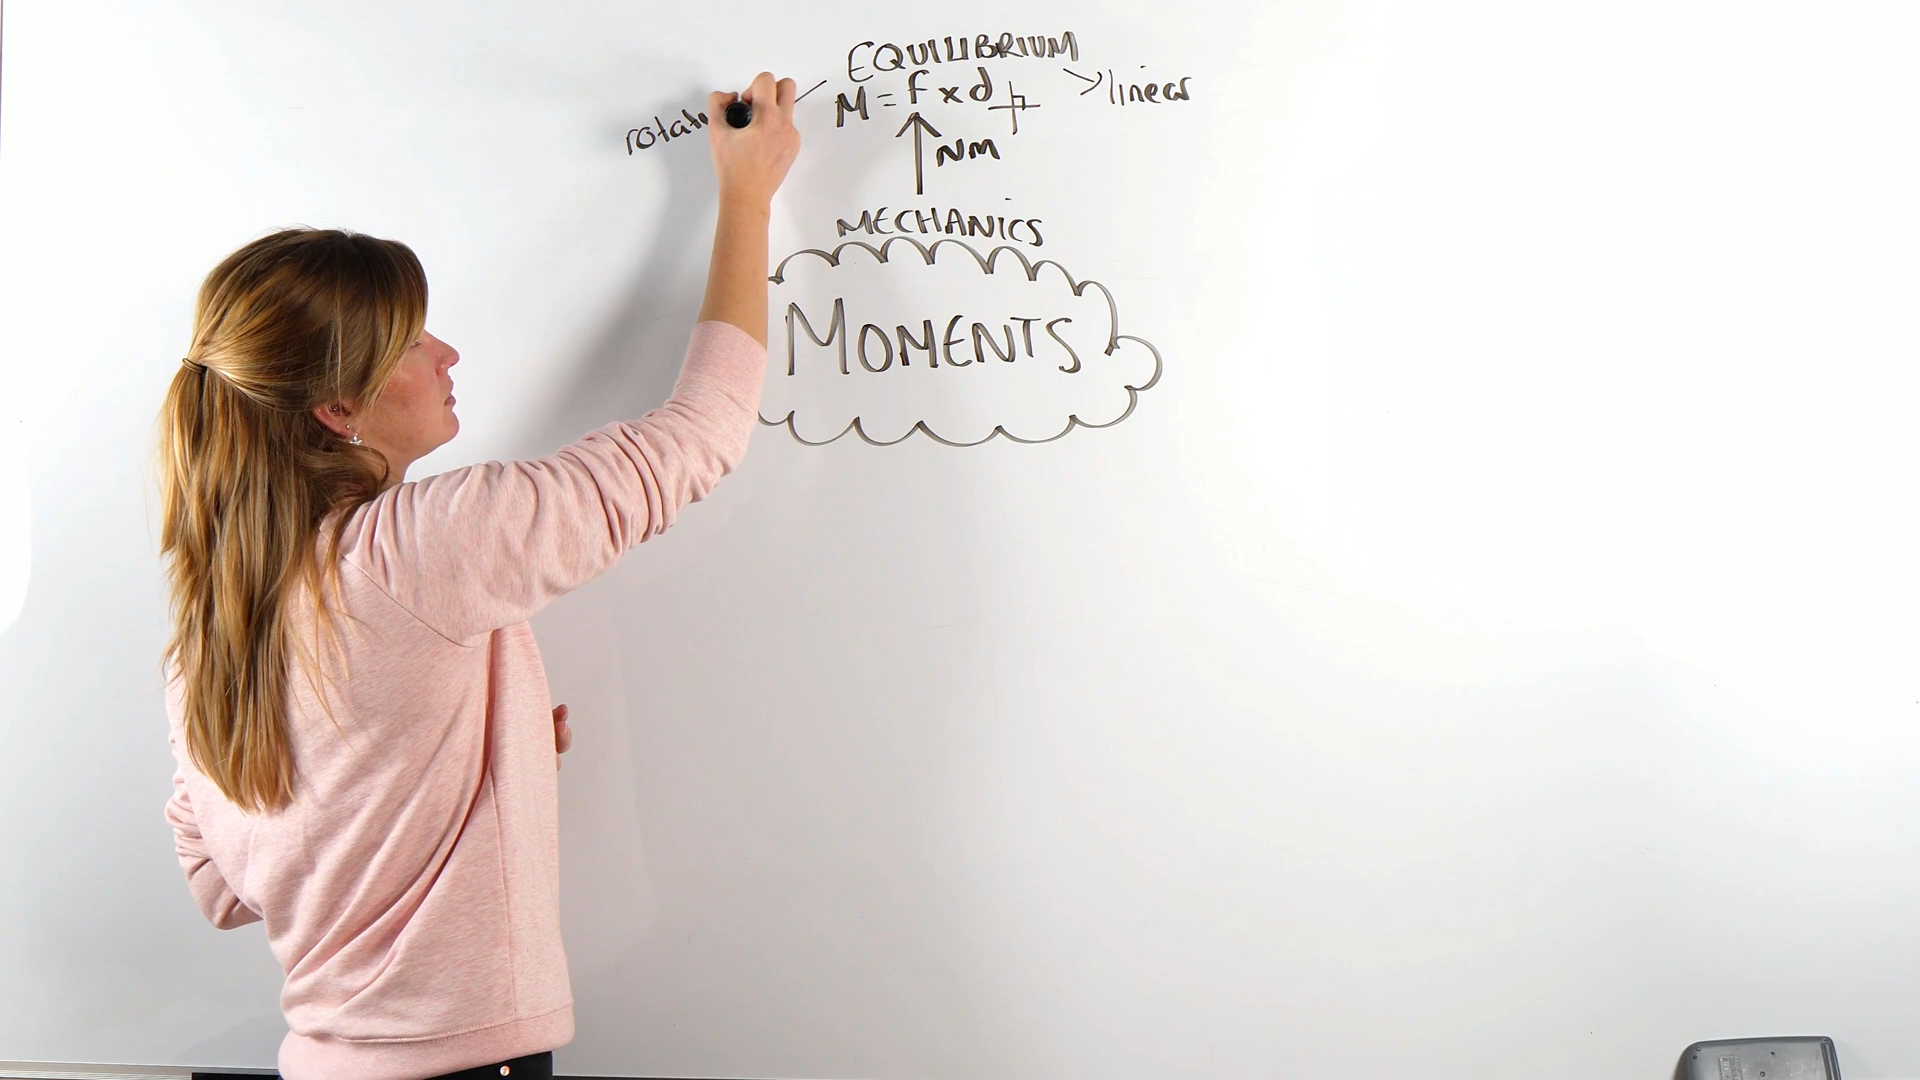 EQUILIBRIUM
M = f x d
linear
NM
MECHANICS
MOMENTS